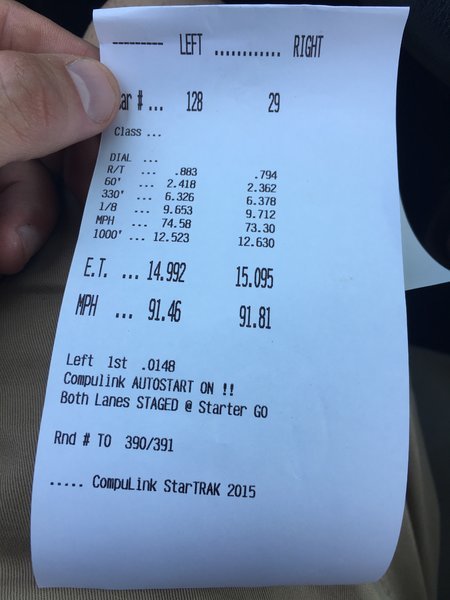 --------- LEFT ............ RIGHT
ar # ... 128 29
Class ...
DIAL ...
R/T ... .883 .794
60' ... 2.418 2.362
330' ... 6.326 6.378
1/8 ... 9.653 9.712
MPH ... 74.58 73.30
1000' ... 12.523 12.630
E.T. ... 14.992 15.095
MPH ... 91.46 91.81
Left 1st .0148
Compulink AUTOSTART ON !!
Both Lanes STAGED @ Starter GO
Rnd # TO 390/391
..... CompuLink StarTRAK 2015